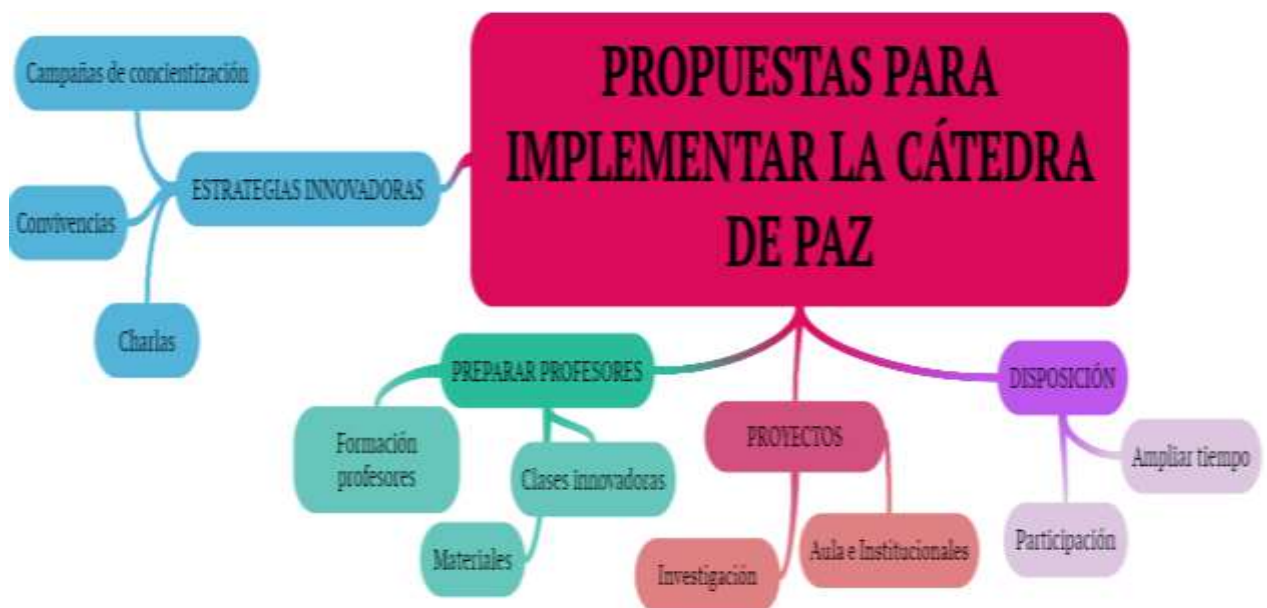 PROPUESTAS PARA
IMPLEMENTAR LA CÁTEDRA
DE PAZ
Campañas de concientización
ESTRATEGIAS INNOVADORAS
Convivencias
Charlas
PREPARAR PROFESORES
Formación
profesores
Clases innovadoras
Materiales
PROYECTOS
Investigación
Aula e Institucionales
DISPOSICIÓN
Ampliar tiempo
Participación